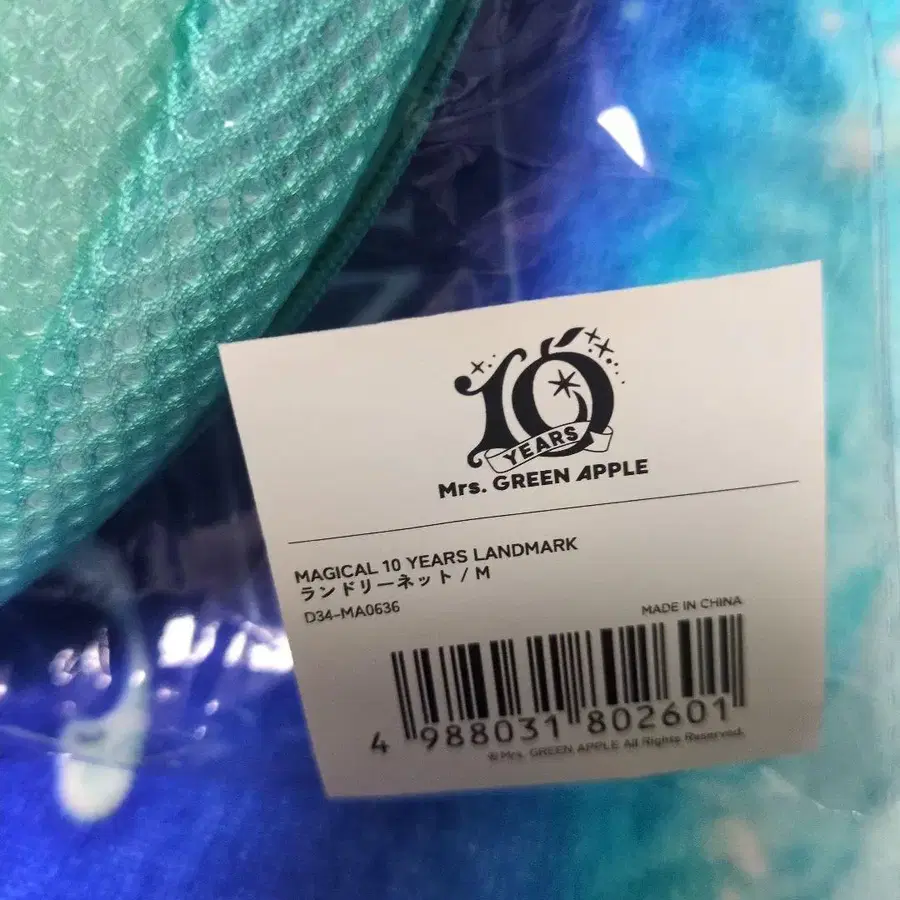 10
YEARS
Mrs. GREEN APPLE
MAGICAL 10 YEARS LANDMARK
ランドリーネット / M
D34-MA0636
MADE IN CHINA
4 988031 802601
©Mrs. GREEN APPLE All Rights Reserved.